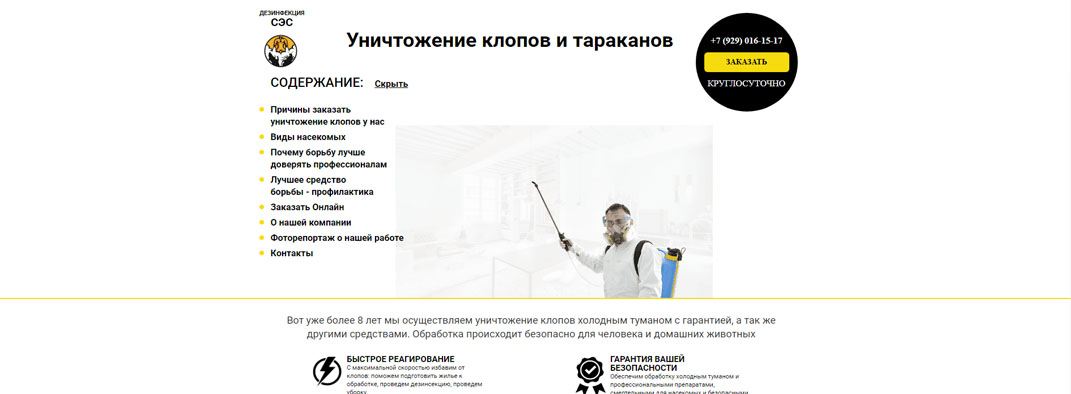 ДЕЗИНФЕКЦИЯ
СЭС
Уничтожение клопов и тараканов
+7 (929) 016-15-17
ЗАКАЗАТЬ
КРУГЛОСУТОЧНО
СОДЕРЖАНИЕ: Скрыть
Причины заказать
уничтожение клопов у нас
Виды насекомых
Почему борьбу лучше
доверять профессионалам
Лучшее средство
борьбы - профилактика
Заказать Онлайн
О нашей компании
Фоторепортаж о нашей работе
Контакты
Вот уже более 8 лет мы осуществляем уничтожение клопов холодным туманом с гарантией, а так же
другими средствами. Обработка происходит безопасно для человека и домашних животных
БЫСТРОЕ РЕАГИРОВАНИЕ
С максимальной скоростью избавим от
клопов: поможем подготовить жилье к
обработке, проведем дезинсекцию, проведем
уборку
ГАРАНТИЯ ВАШЕЙ
БЕЗОПАСНОСТИ
Обеспечим обработку холодным туманом и
профессиональными препаратами,
смертельными для насекомых и безопасными